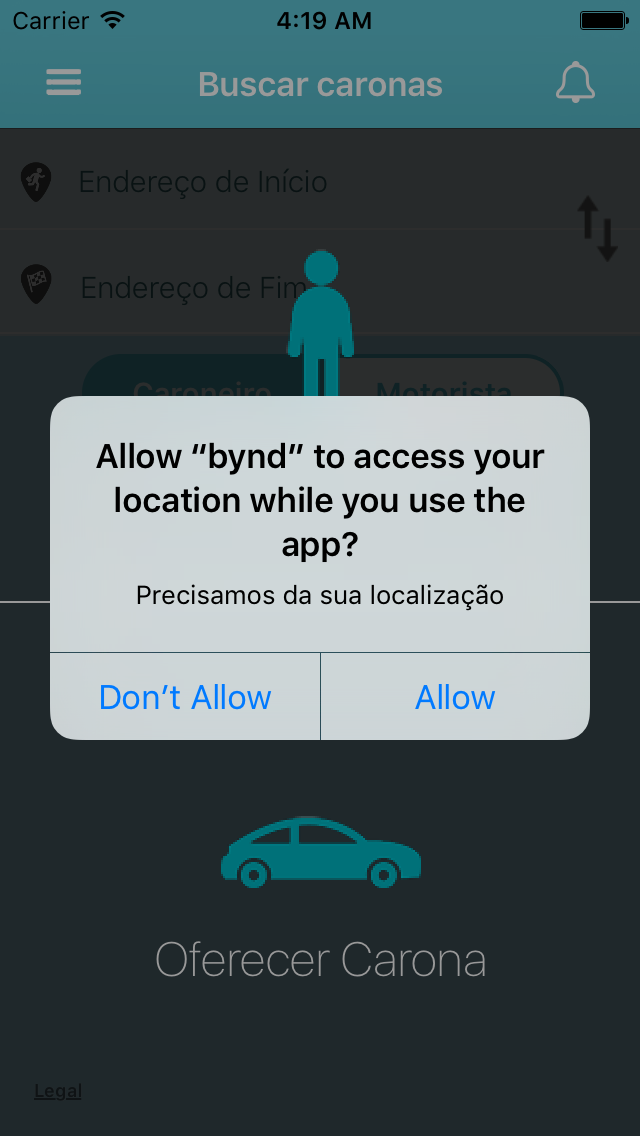 Carrier 4:19 AM
Buscar caronas
Endereço de Início
Endereço de Fim
Caroneiro Motorista
Allow “bynd” to access your
location while you use the
app?
Precisamos da sua localização
Don’t Allow Allow
Oferecer Carona
Legal